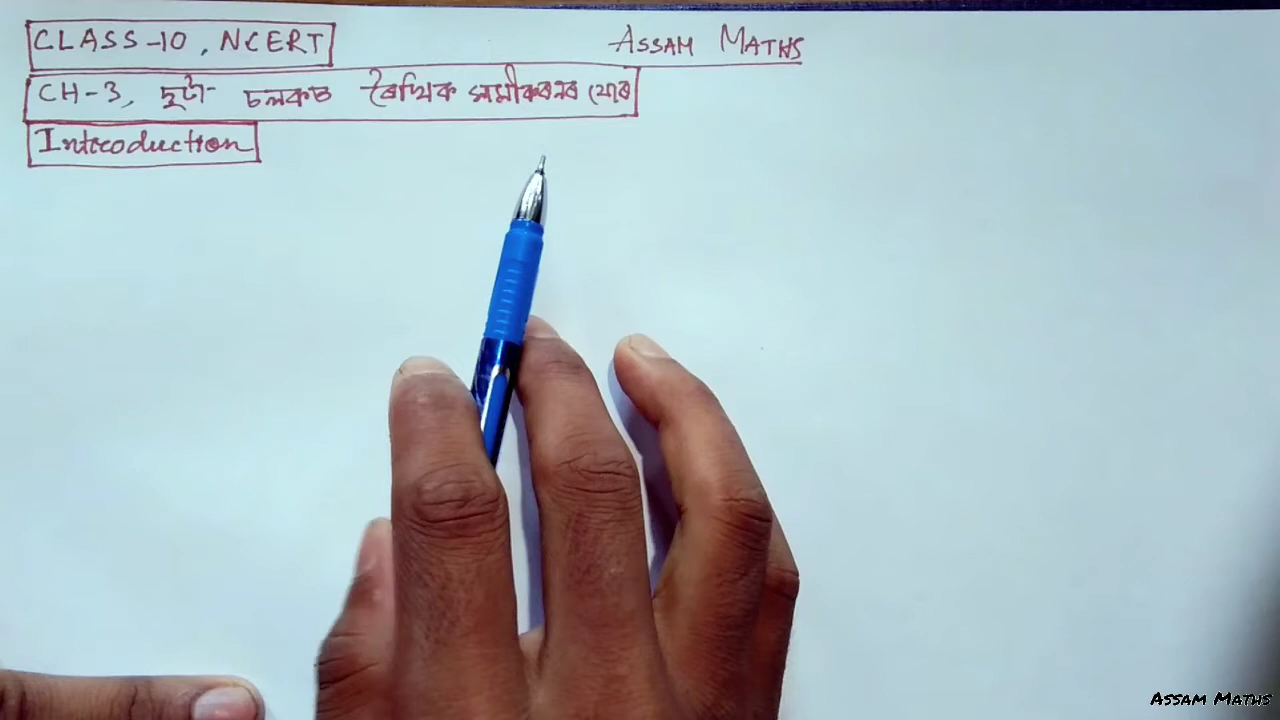 CLASS-10, NCERT
ASSAM MATHS
CH-3, দুটা চলকত ৰৈখিক সমীকৰণৰ যোৰ
Introduction
ASSAM MATHS